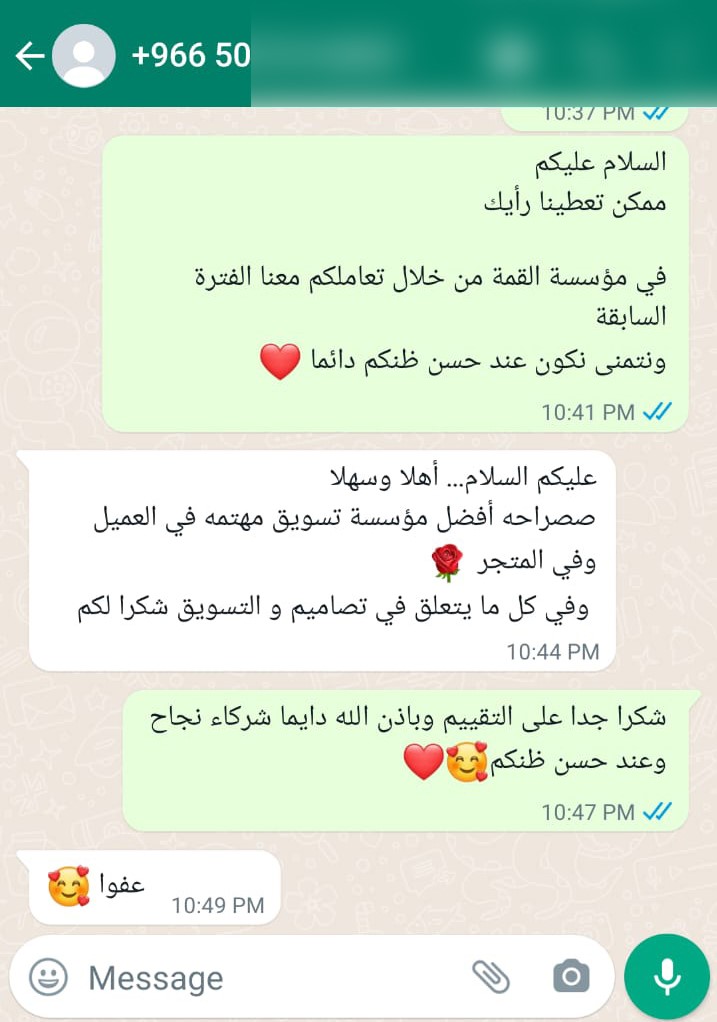 +966 50
10:37 PM
السلام عليكم
ممكن تعطينا رأيك
في مؤسسة القمة من خلال تعاملكم معنا الفترة
السابقة
ونتمنى نكون عند حسن ظنكم دائما ❤️
10:41 PM
عليكم السلام... أهلا وسهلا
صصراحه أفضل مؤسسة تسويق مهتمه في العميل
وفي المتجر 🌹
وفي كل ما يتعلق في تصاميم و التسويق شكرا لكم
10:44 PM
شكرا جدا على التقييم وباذن الله دايما شركاء نجاح
وعند حسن ظنكم🥰❤️
10:47 PM
عفوا 🥰
10:49 PM
Message